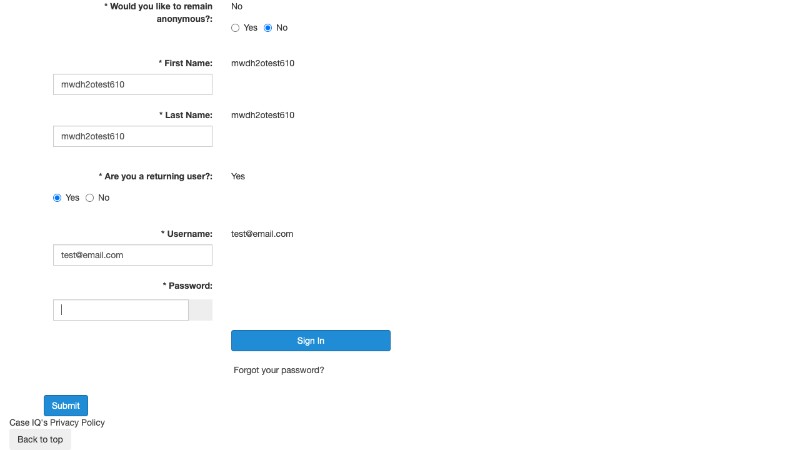 * Would you like to remain anonymous?:
No
Yes No
* First Name:
mwdh2otest610
mwdh2otest610
* Last Name:
mwdh2otest610
mwdh2otest610
* Are you a returning user?:
Yes
Yes No
* Username:
test@email.com
test@email.com
* Password:
Sign In
Forgot your password?
Submit
Case IQ's Privacy Policy
Back to top